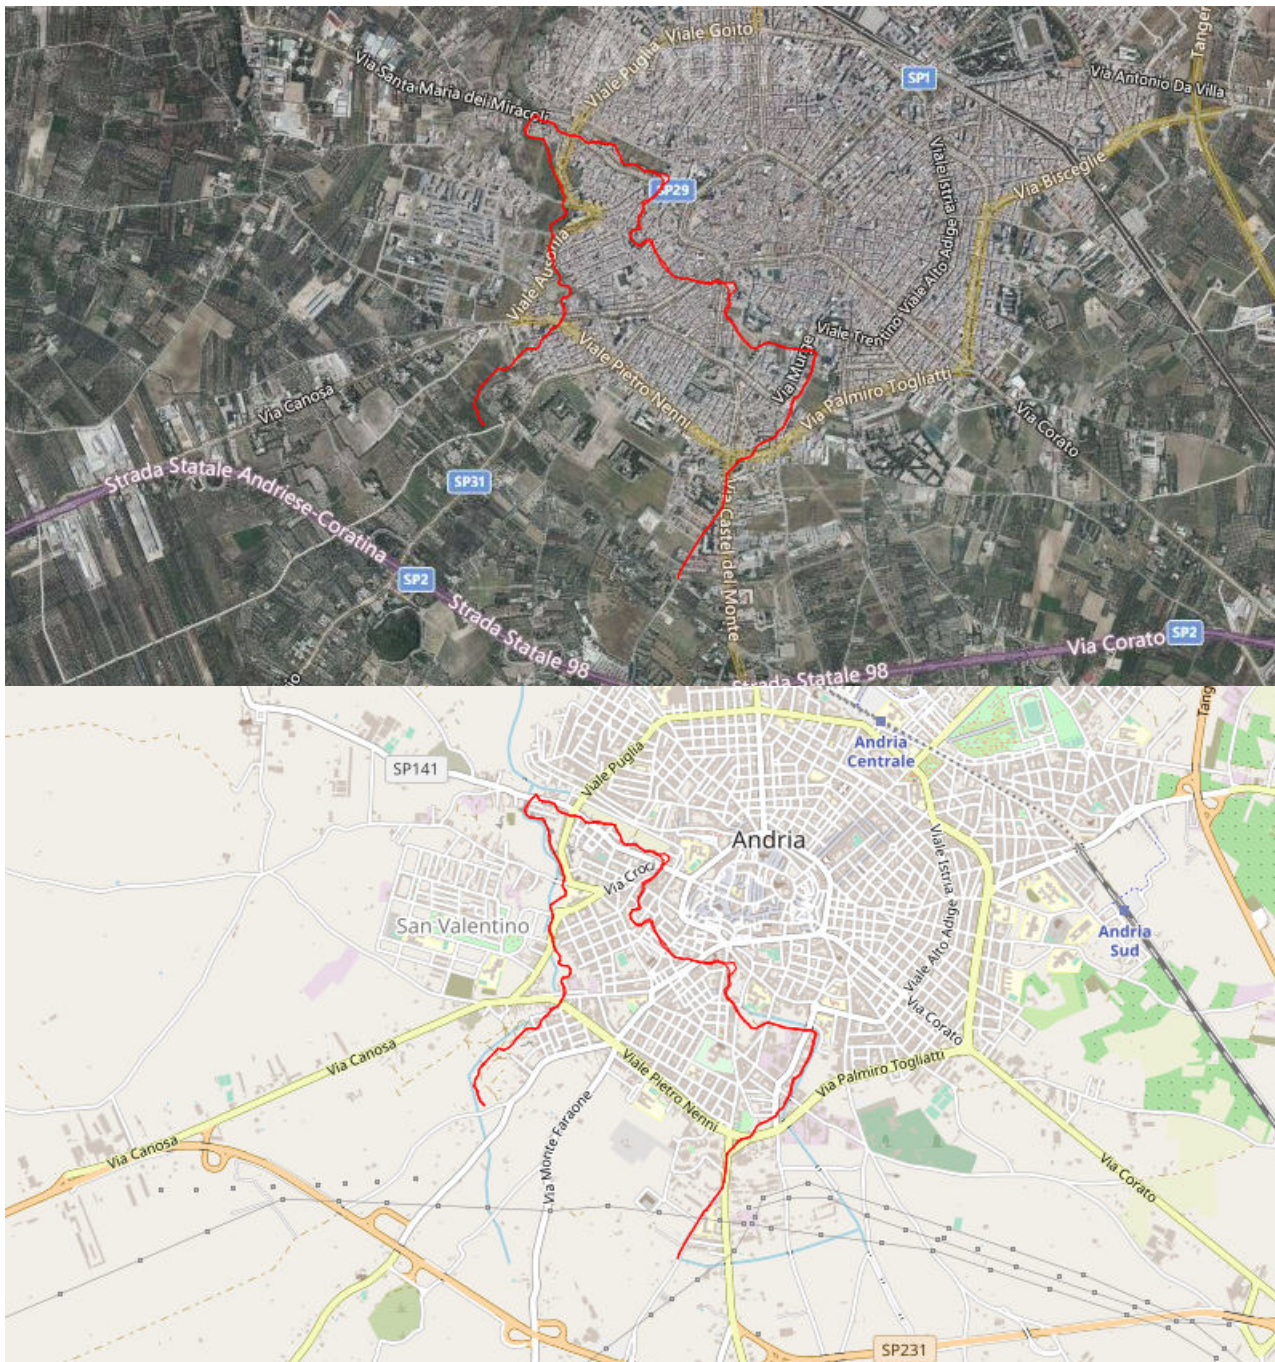 Viale Goito
Viale Puglia
Tanger
SP1
Via Antonio Da Villa
Via Santa Maria dei Miracoli
Viale Istria e
Via Bisceglie
SP29
Viale Ausonia
Viale Trentino Viale Alto Adige
Via Murge
Viale Pietro Nenni
Via Palmiro Togliatti
Via Canosa
Via Corato
Strada Statale Andriese-Coratina
SP31
Via Castel del Monte
SP2
Strada Statale 98
Via Corato
SP2
Strada Statale 98
Tang
Andria
Centrale
SP141
Viale Puglia
Andria
Viale Istria
Via Croci
San Valentino
Viale Alto Adige
Andria
Sud
Via Corato
Via Canosa
Viale Pietro Nenni
Via Palmiro Togliatti
Via Monte Faraone
Via Canosa
Via Corato
SP231